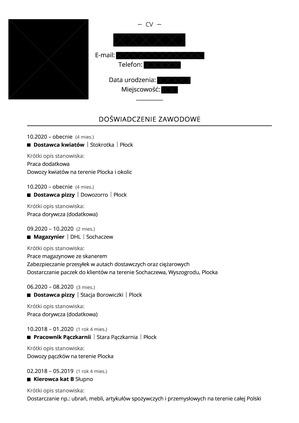 — CV —
E-mail:
Telefon:
Data urodzenia:
Miejscowość:
DOŚWIADCZENIE ZAWODOWE
10.2020 – obecnie (4 mies.)
■ Dostawca kwiatów | Stokrotka | Płock
Krótki opis stanowiska:
Praca dodatkowa
Dowozy kwiatów na terenie Płocka i okolic
10.2020 – obecnie (4 mies.)
■ Dostawca pizzy | Dowozorro | Płock
Krótki opis stanowiska:
Praca dorywcza (dodatkowa)
09.2020 – 10.2020 (2 mies.)
■ Magazynier | DHL | Sochaczew
Krótki opis stanowiska:
Prace magazynowe ze skanerem
Zabezpieczanie przesyłek w autach dostawczych oraz ciężarowych
Dostarczanie paczek do klientów na terenie Sochaczewa, Wyszogrodu, Płocka
06.2020 – 08.2020 (3 mies.)
■ Dostawca pizzy | Stacja Borowiczki | Płock
Krótki opis stanowiska:
Praca dorywcza (dodatkowa)
10.2018 – 01.2020 (1 rok 4 mies.)
■ Pracownik Pączkarnii | Stara Pączkarnia | Płock
Krótki opis stanowiska:
Dowozy pączków na terenie Płocka
02.2018 – 05.2019 (1 rok 4 mies.)
■ Kierowca kat B Słupno
Krótki opis stanowiska:
Dostarczanie np.: ubrań, mebli, artykułów spożywczych i przemysłowych na terenie całej Polski